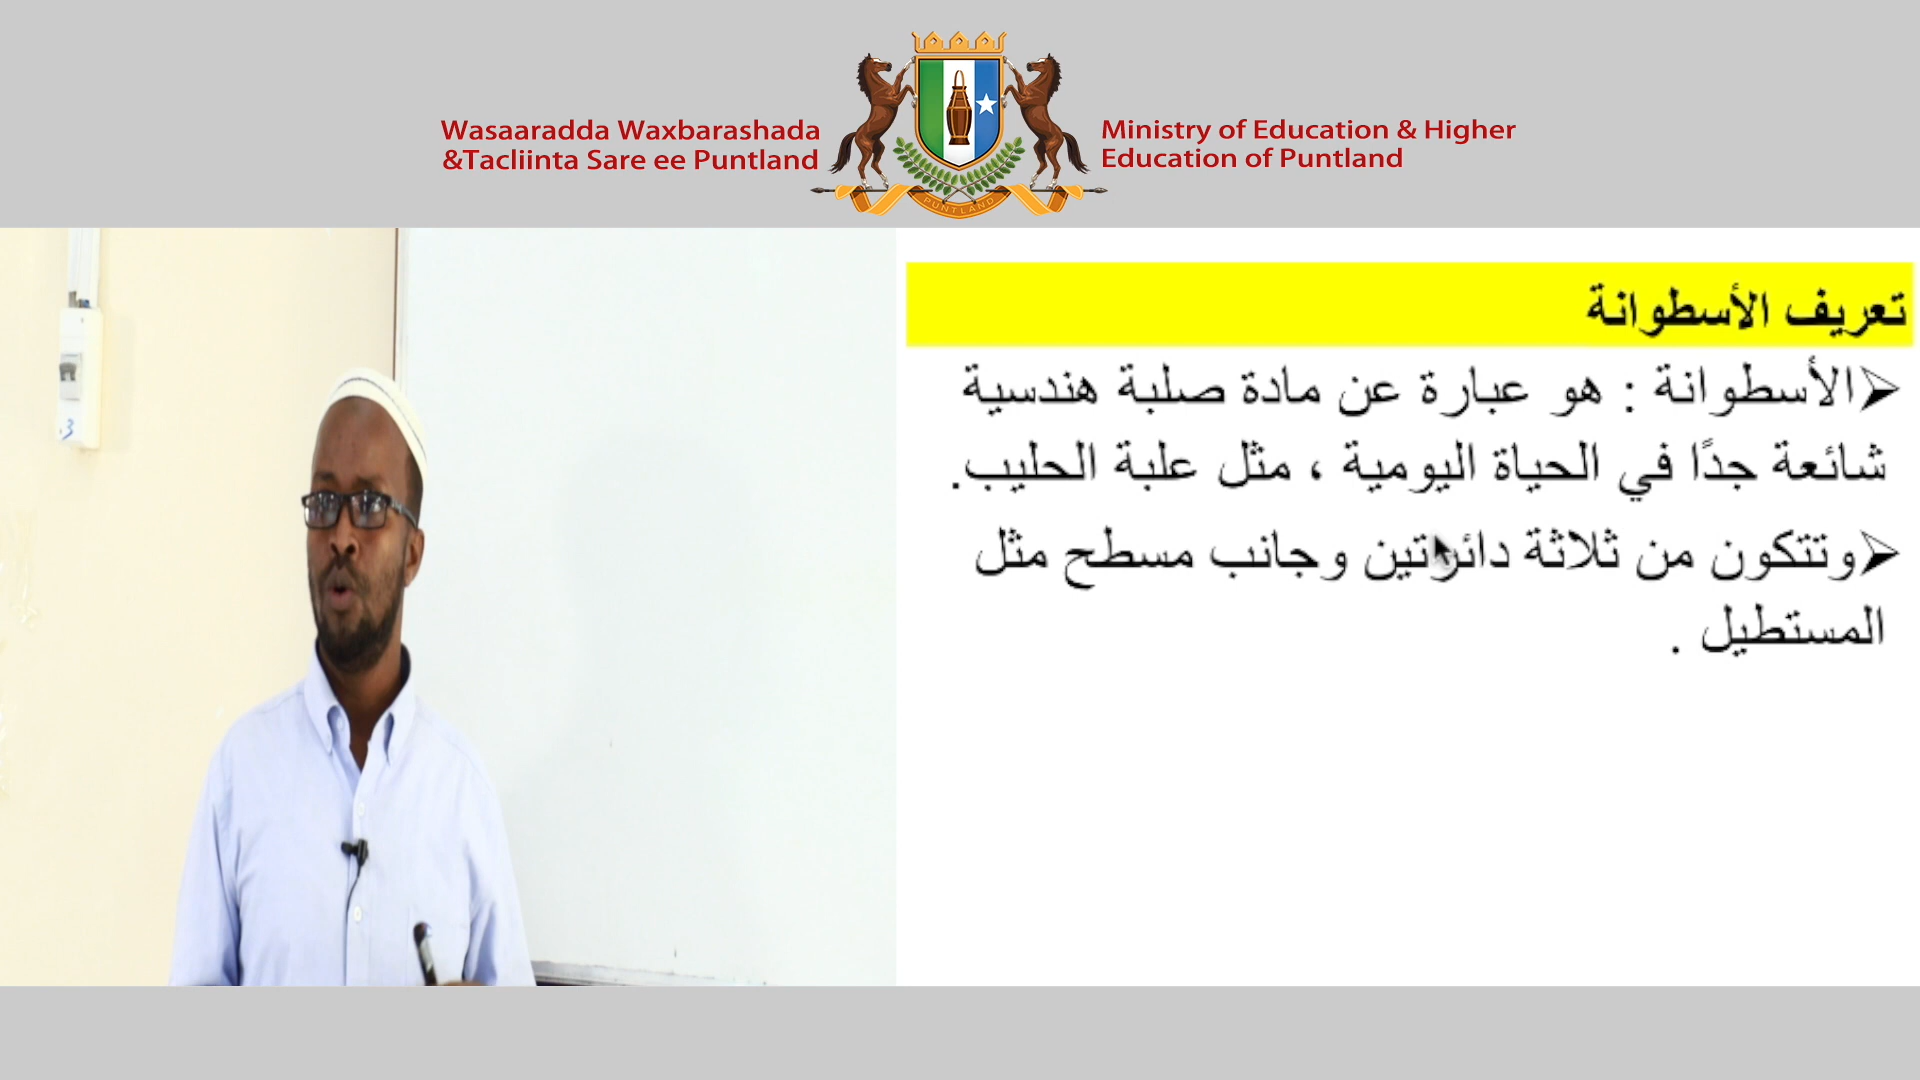 Wasaaradda Waxbarashada
&Tacliinta Sare ee Puntland
Ministry of Education & Higher
Education of Puntland
PUNTLAND
تعريف الأسطوانة
الأسطوانة : هو عبارة عن مادة صلبة هندسية
شائعة جدًا في الحياة اليومية ، مثل علبة الحليب.
وتتكون من ثلاثة دائرتين وجانب مسطح مثل
المستطيل .
.3